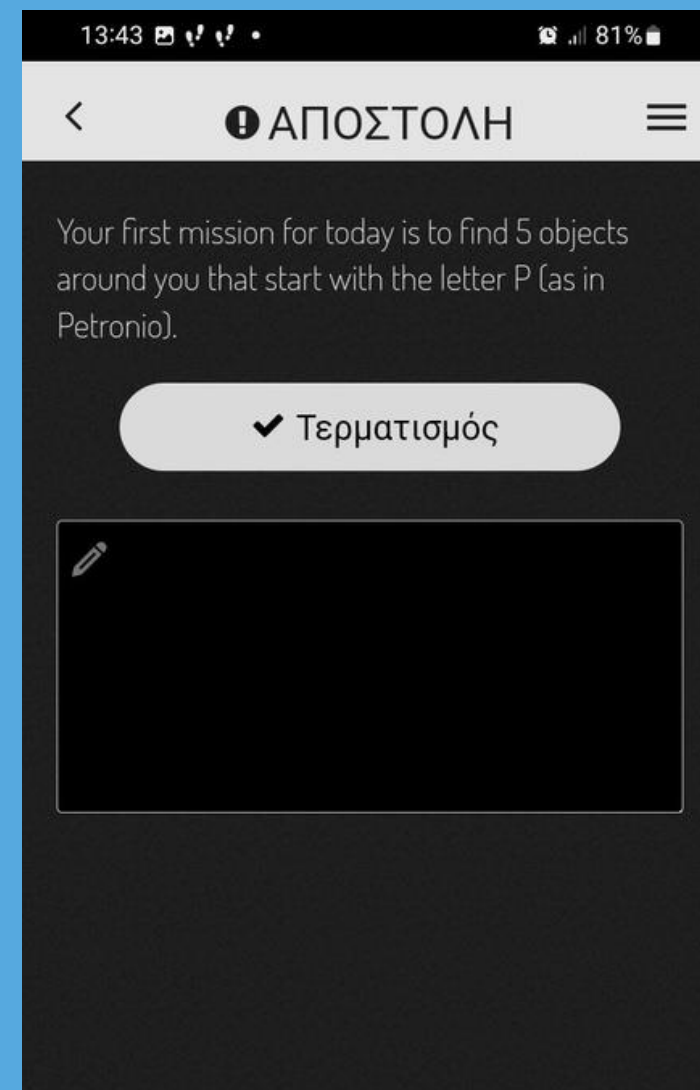 13:43 81%
ΑΠΟΣΤΟΛΗ
Your first mission for today is to find 5 objects
around you that start with the letter P (as in
Petronio).
Τερματισμός